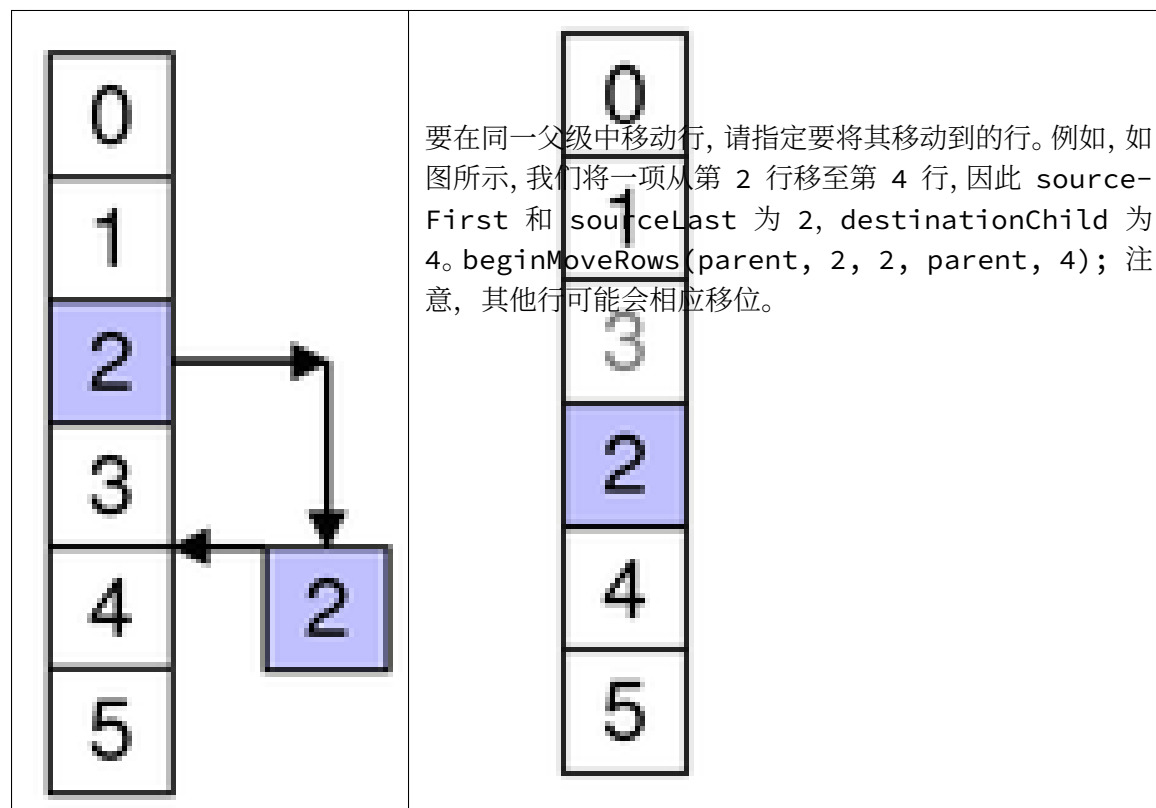 0
1
2
3
4
2
5
要在同一父级中移动行, 请指定要将其移动到的行。例如, 如
图所示, 我们将一项从第 2 行移至第 4 行, 因此 source-
First 和 sourceLast 为 2, destinationChild 为
4。beginMoveRows(parent, 2, 2, parent, 4); 注
意, 其他行可能会相应移位。
0
1
3
2
4
5